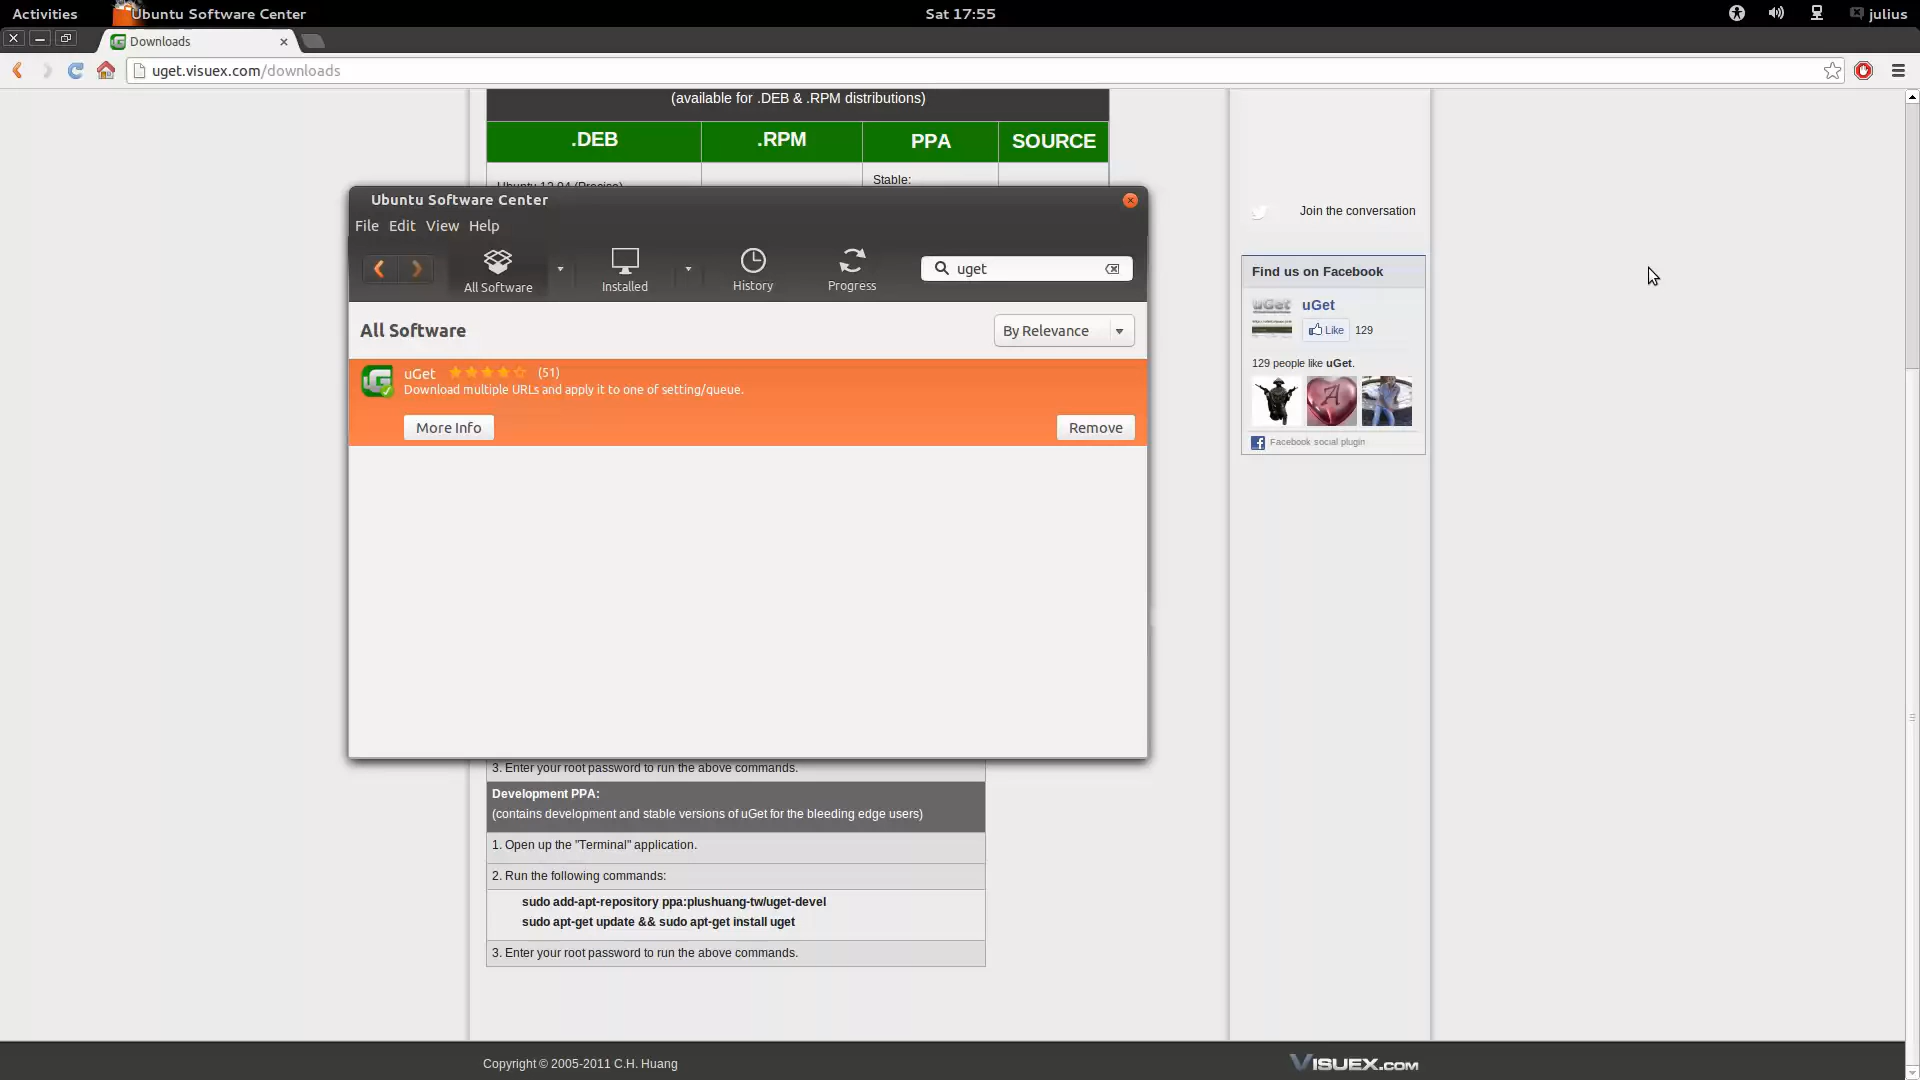 Activities
Ubuntu Software Center
Sat 17:55
julius
Downloads
uget.visuex.com/downloads
(available for .DEB & .RPM distributions)
.DEB .RPM PPA SOURCE
Ubuntu 12.04 (Precise)
Stable:
Ubuntu Software Center
File Edit View Help
All Software
Installed
History
Progress
uget
All Software
By Relevance
uGet (51)
Download multiple URLs and apply it to one of setting/queue.
More Info
Remove
3. Enter your root password to run the above commands.
Development PPA:
(contains development and stable versions of uGet for the bleeding edge users)
1. Open up the "Terminal" application.
2. Run the following commands:
sudo add-apt-repository ppa:plushuang-tw/uget-devel
sudo apt-get update && sudo apt-get install uget
3. Enter your root password to run the above commands.
Join the conversation
Find us on Facebook
uGet
uGet
Like 129
129 people like uGet.
A
Facebook social plugin
Copyright © 2005-2011 C.H. Huang
VISUEX.COM